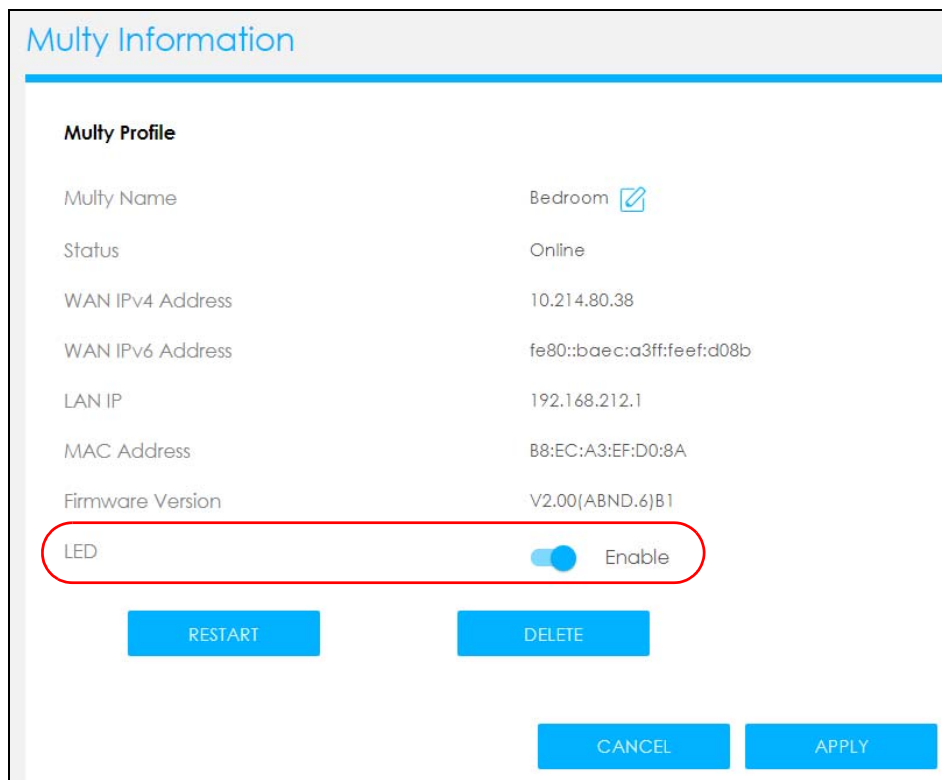 Multy Information
Multy Profile
Multy Name Bedroom
Status Online
WAN IPv4 Address 10.214.80.38
WAN IPv6 Address fe80::baec:a3ff:feef:d08b
LAN IP 192.168.212.1
MAC Address B8:EC:A3:EF:D0:8A
Firmware Version V2.00(ABND.6)B1
LED Enable
RESTART DELETE
CANCEL APPLY